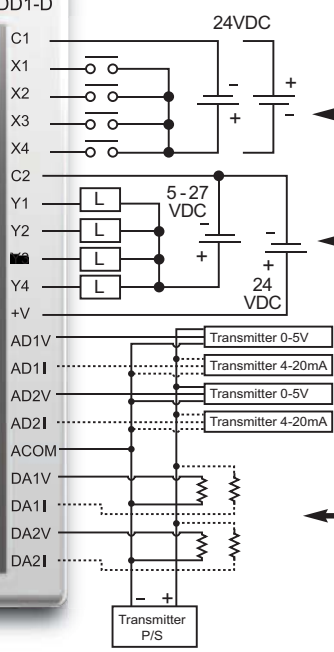 DD1-D
24VDC
C1
X1
X2
X3
X4
C2
Y1
Y2
Y4
+V
L
L
L
L
5-27
VDC
24
VDC
- +
+ -
- +
- +
AD1V
AD1I
AD2V
AD2I
ACOM
DA1V
DA1I
DA2V
DA2I
Transmitter 0-5V
Transmitter 4-20mA
Transmitter 0-5V
Transmitter 4-20mA
- +
Transmitter
P/S